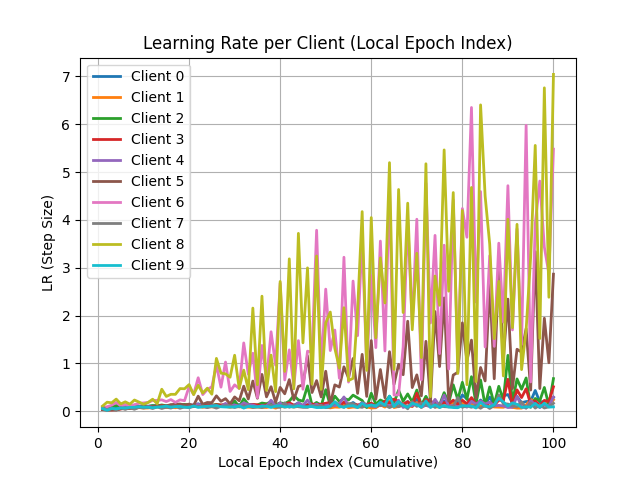 Learning Rate per Client (Local Epoch Index)
LR (Step Size)
7
6
5
4
3
2
1
0
Client 0
Client 1
Client 2
Client 3
Client 4
Client 5
Client 6
Client 7
Client 8
Client 9
0 20 40 60 80 100
Local Epoch Index (Cumulative)